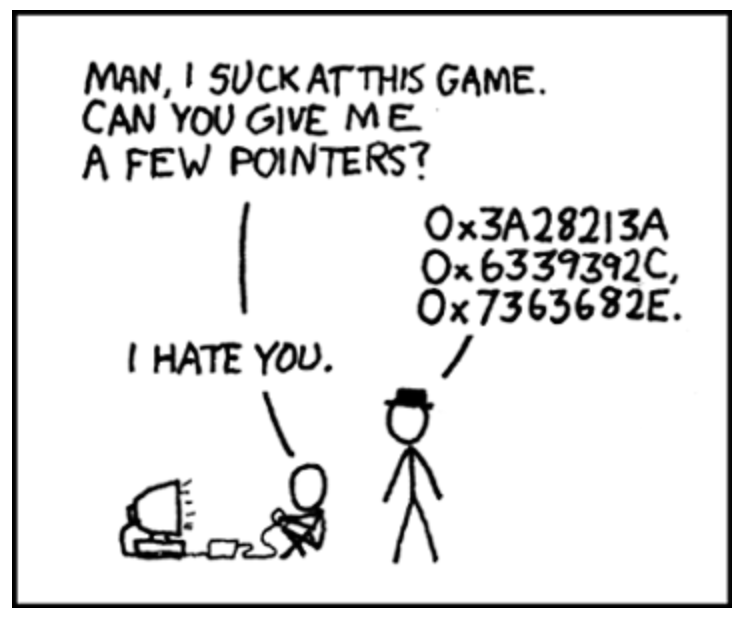 MAN, I SUCK AT THIS GAME.
CAN YOU GIVE ME
A FEW POINTERS?
0x3A28213A
0x6339392C,
0x7363682E.
I HATE YOU.